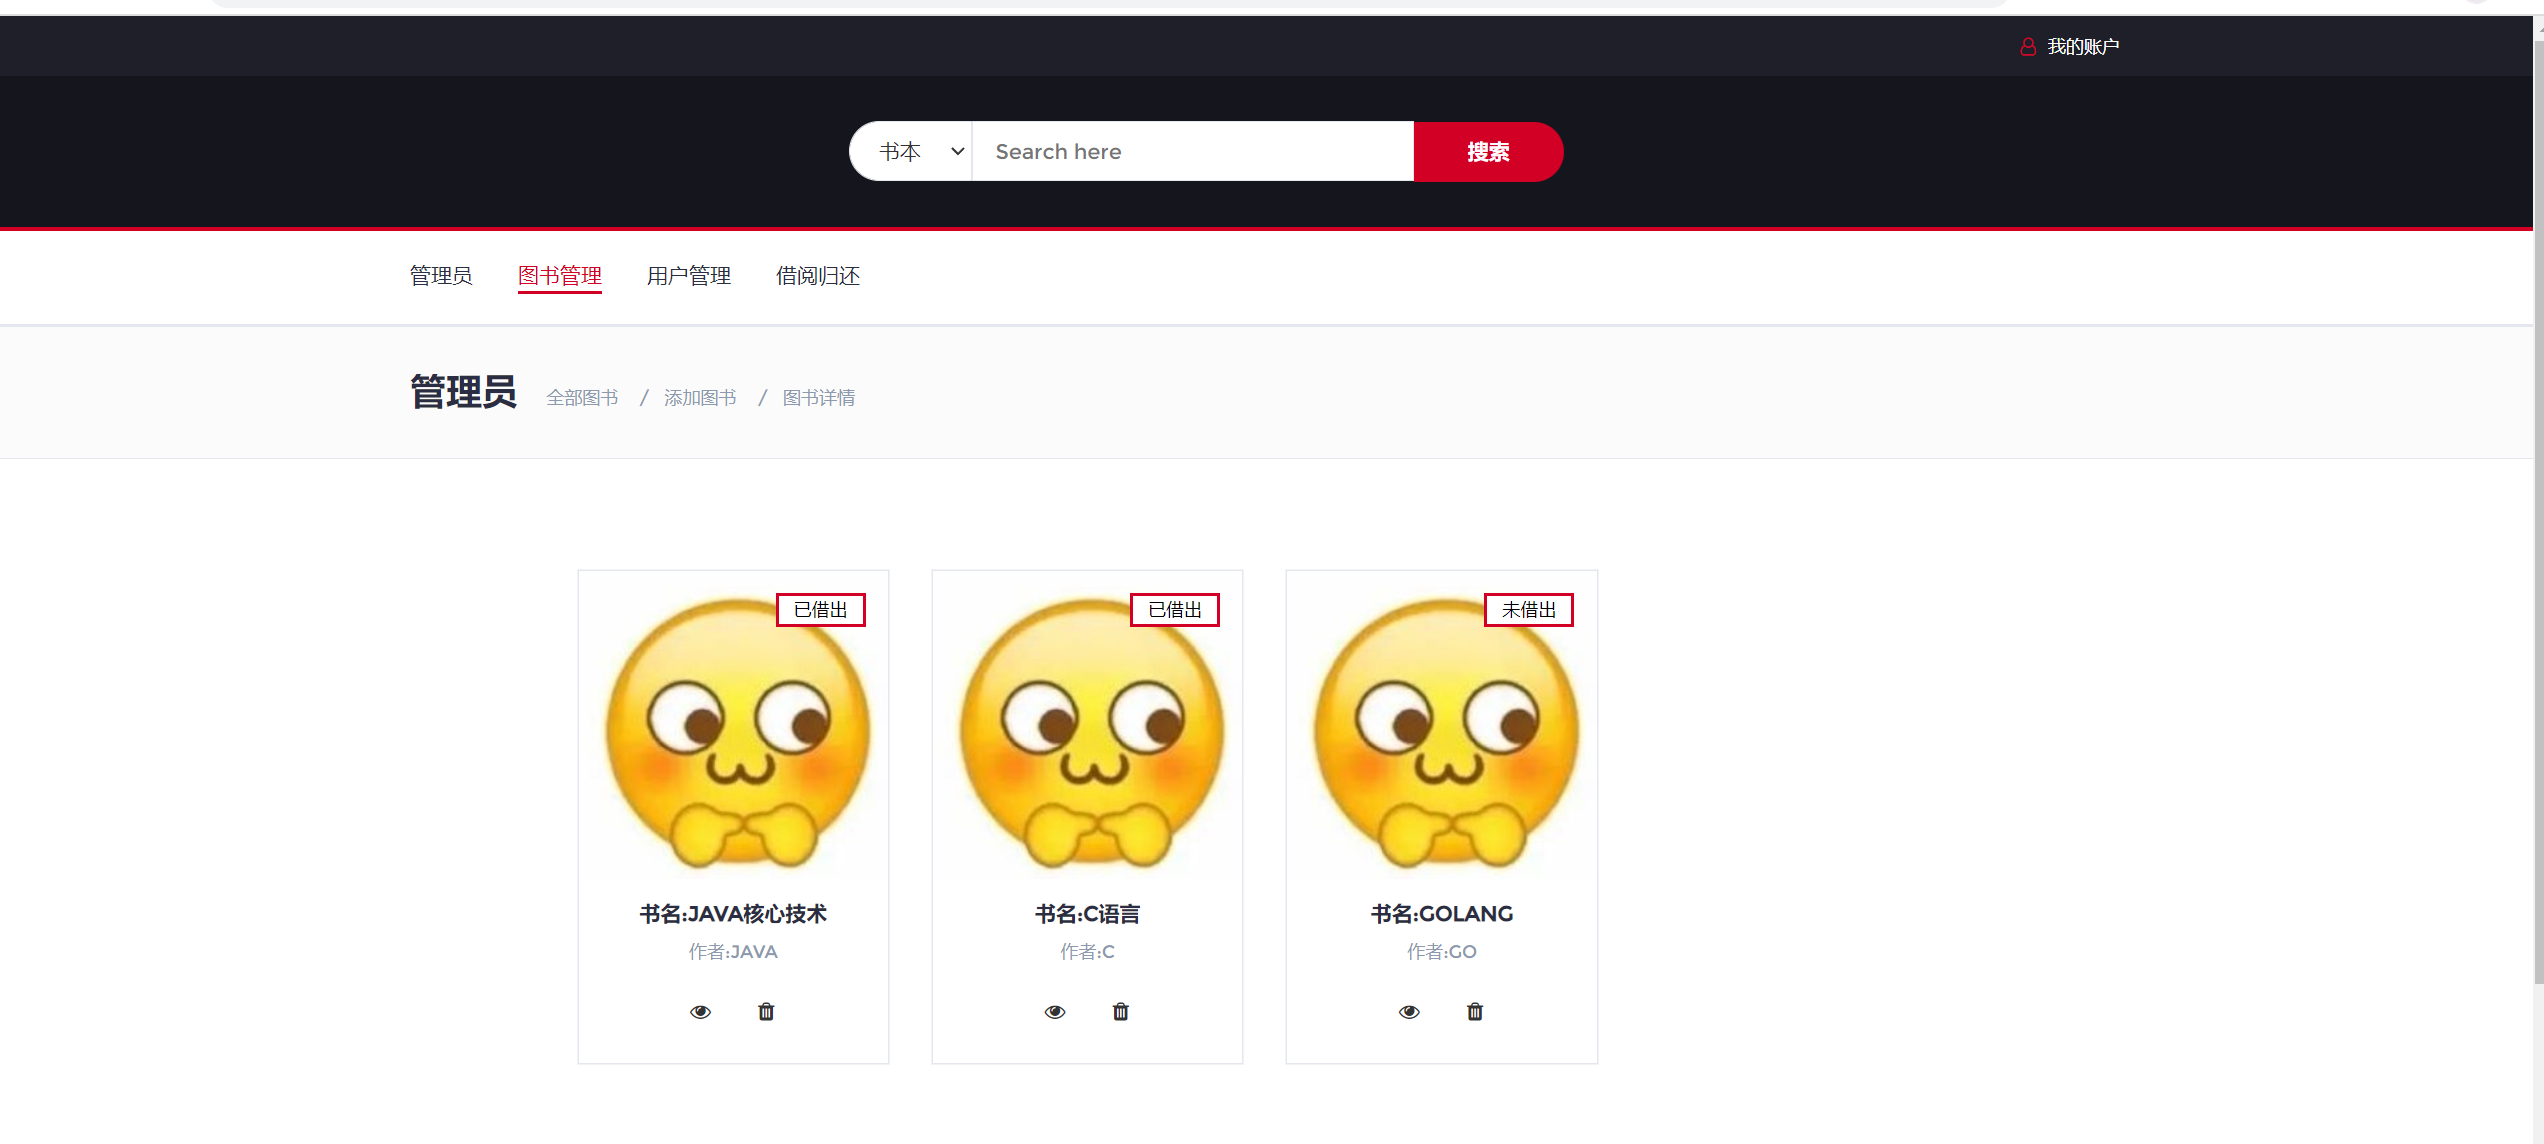 我的账户
书本 Search here 搜索
管理员 图书管理 用户管理 借阅归还
管理员 全部图书 / 添加图书 / 图书详情
已借出 已借出 未借出
书名:JAVA核心技术 书名:C语言 书名:GOLANG
作者:JAVA 作者:C 作者:GO